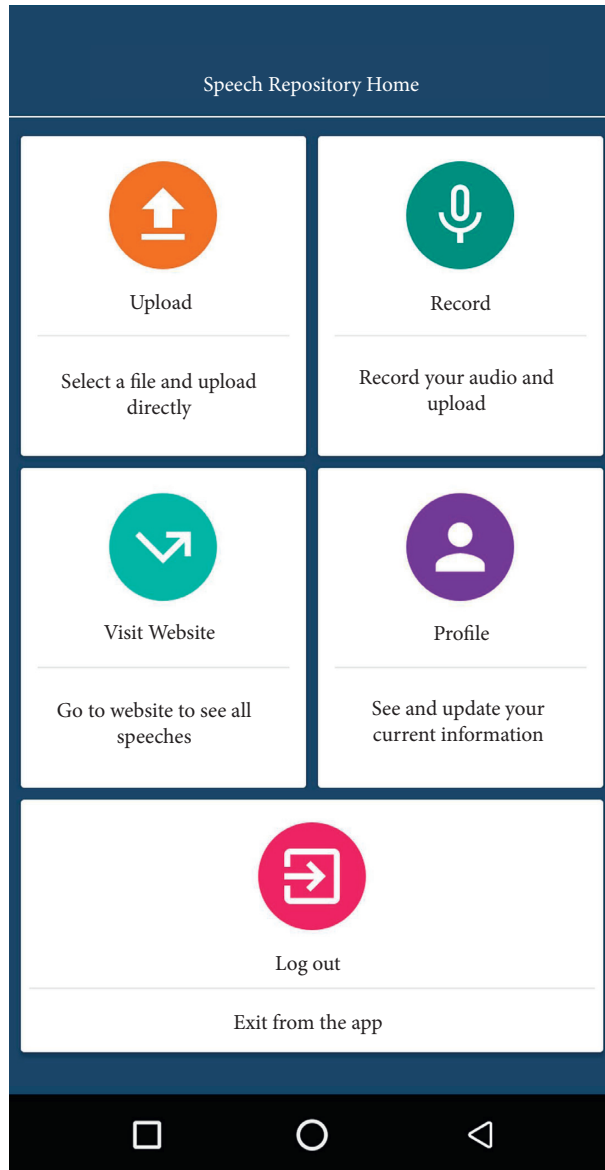 Speech Repository Home
Upload
Select a file and upload
directly
Record
Record your audio and
upload
Visit Website
Go to website to see all
speeches
Profile
See and update your
current information
Log out
Exit from the app